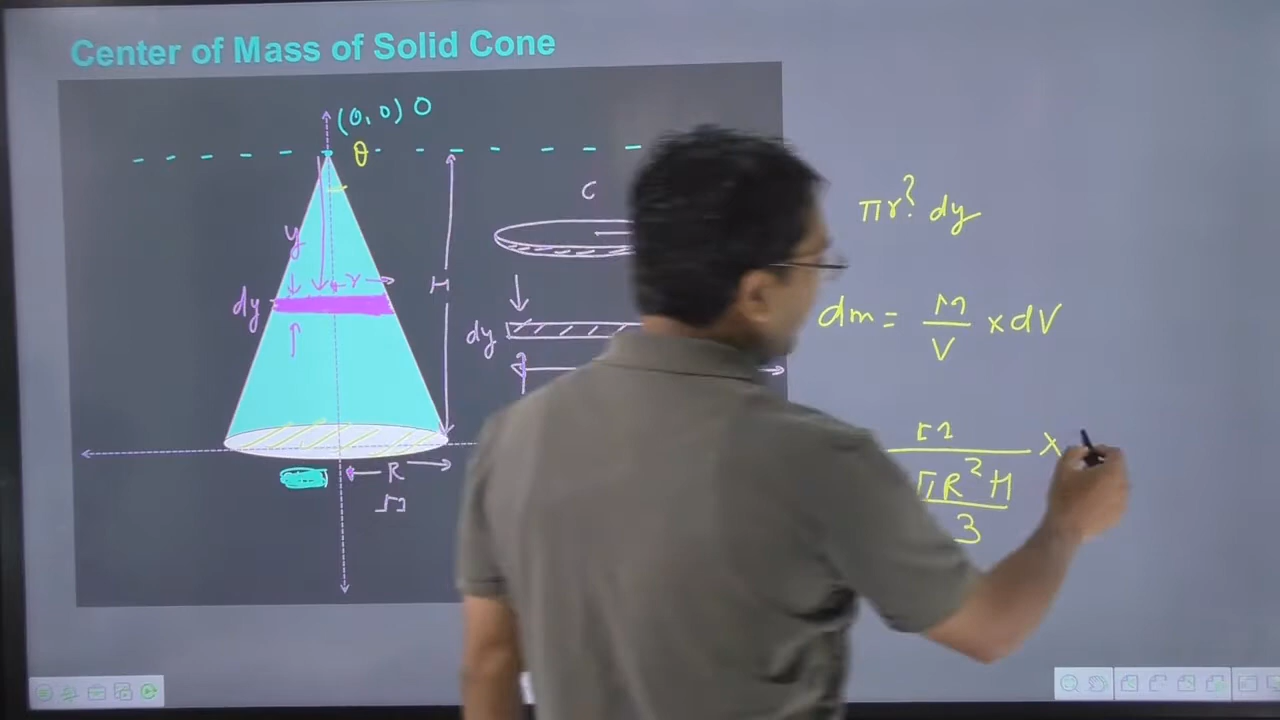 Center of Mass of Solid Cone
(0, 0) O
θ
C
y
r
dy
H
dy
R
M
πr² dy
dm = M/V × dV
M/(πR²H/3) ×